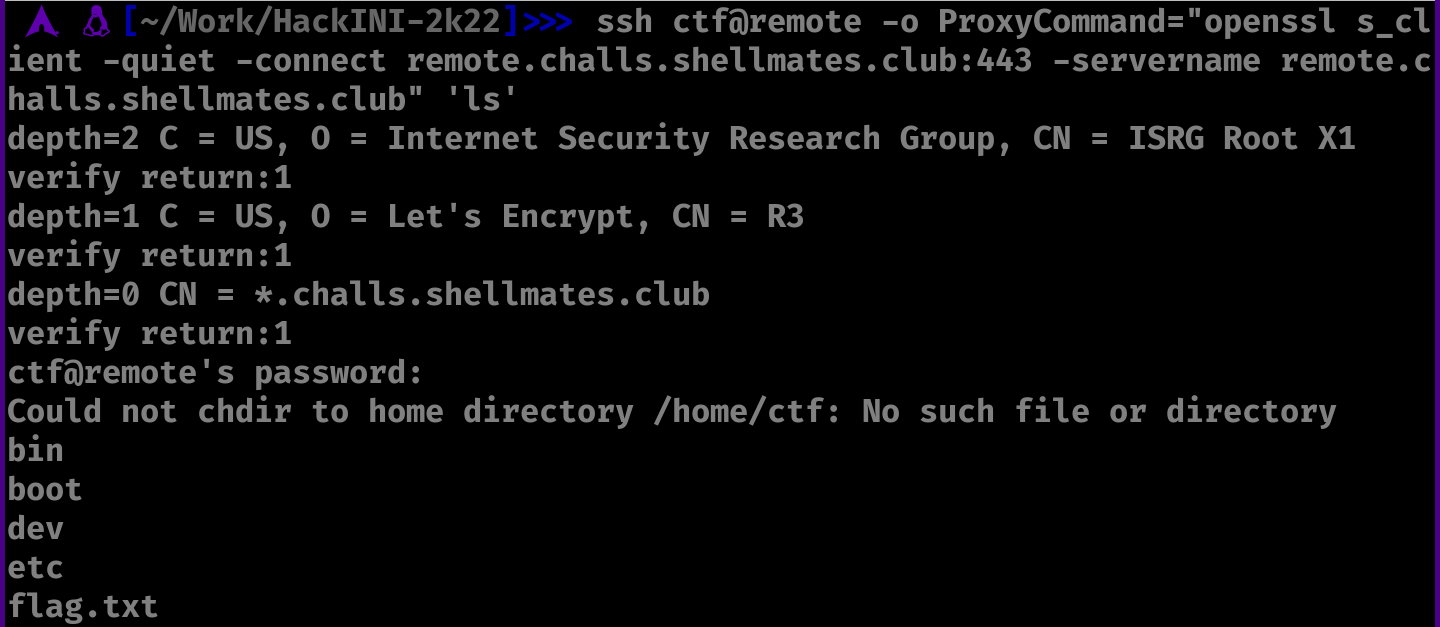 [~/Work/HackINI-2k22]>>> ssh ctf@remote -o ProxyCommand="openssl s_cl
ient -quiet -connect remote.challs.shellmates.club:443 -servername remote.c
halls.shellmates.club" 'ls'
depth=2 C = US, O = Internet Security Research Group, CN = ISRG Root X1
verify return:1
depth=1 C = US, O = Let's Encrypt, CN = R3
verify return:1
depth=0 CN = *.challs.shellmates.club
verify return:1
ctf@remote's password:
Could not chdir to home directory /home/ctf: No such file or directory
bin
boot
dev
etc
flag.txt